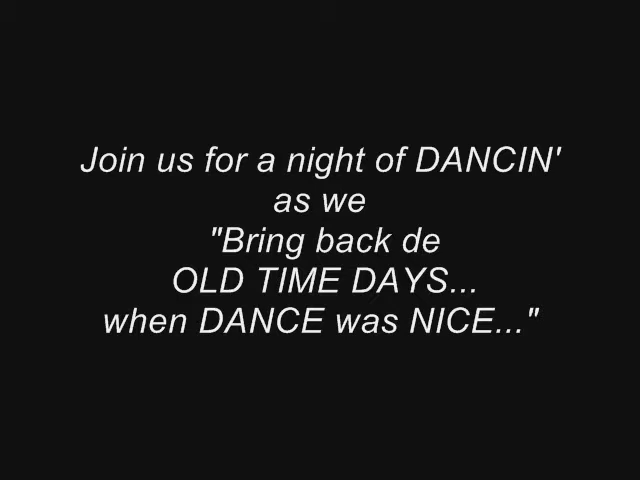 Join us for a night of DANCIN'
as we
"Bring back de
OLD TIME DAYS...
when DANCE was NICE..."